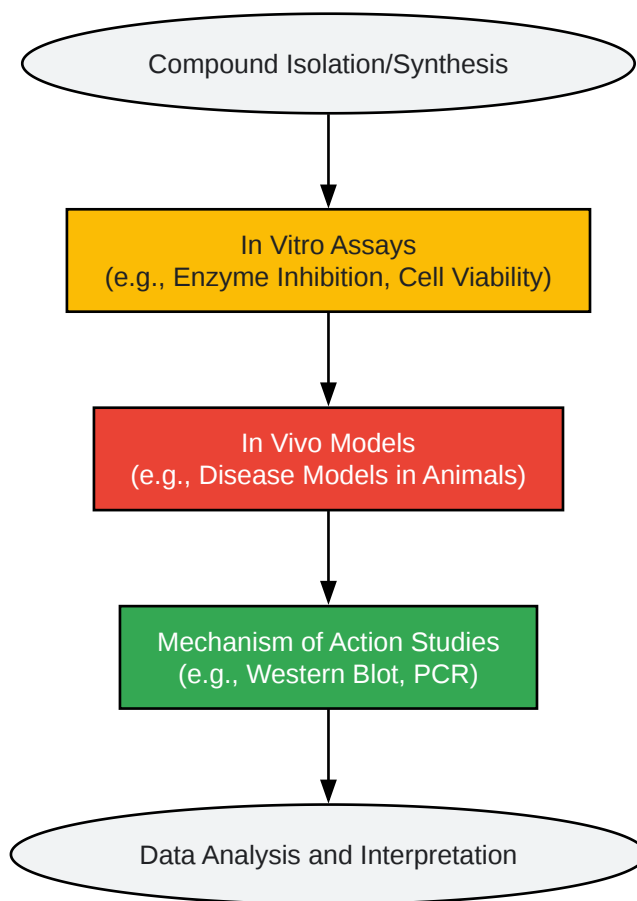 Compound Isolation/Synthesis
In Vitro Assays
(e.g., Enzyme Inhibition, Cell Viability)
In Vivo Models
(e.g., Disease Models in Animals)
Mechanism of Action Studies
(e.g., Western Blot, PCR)
Data Analysis and Interpretation